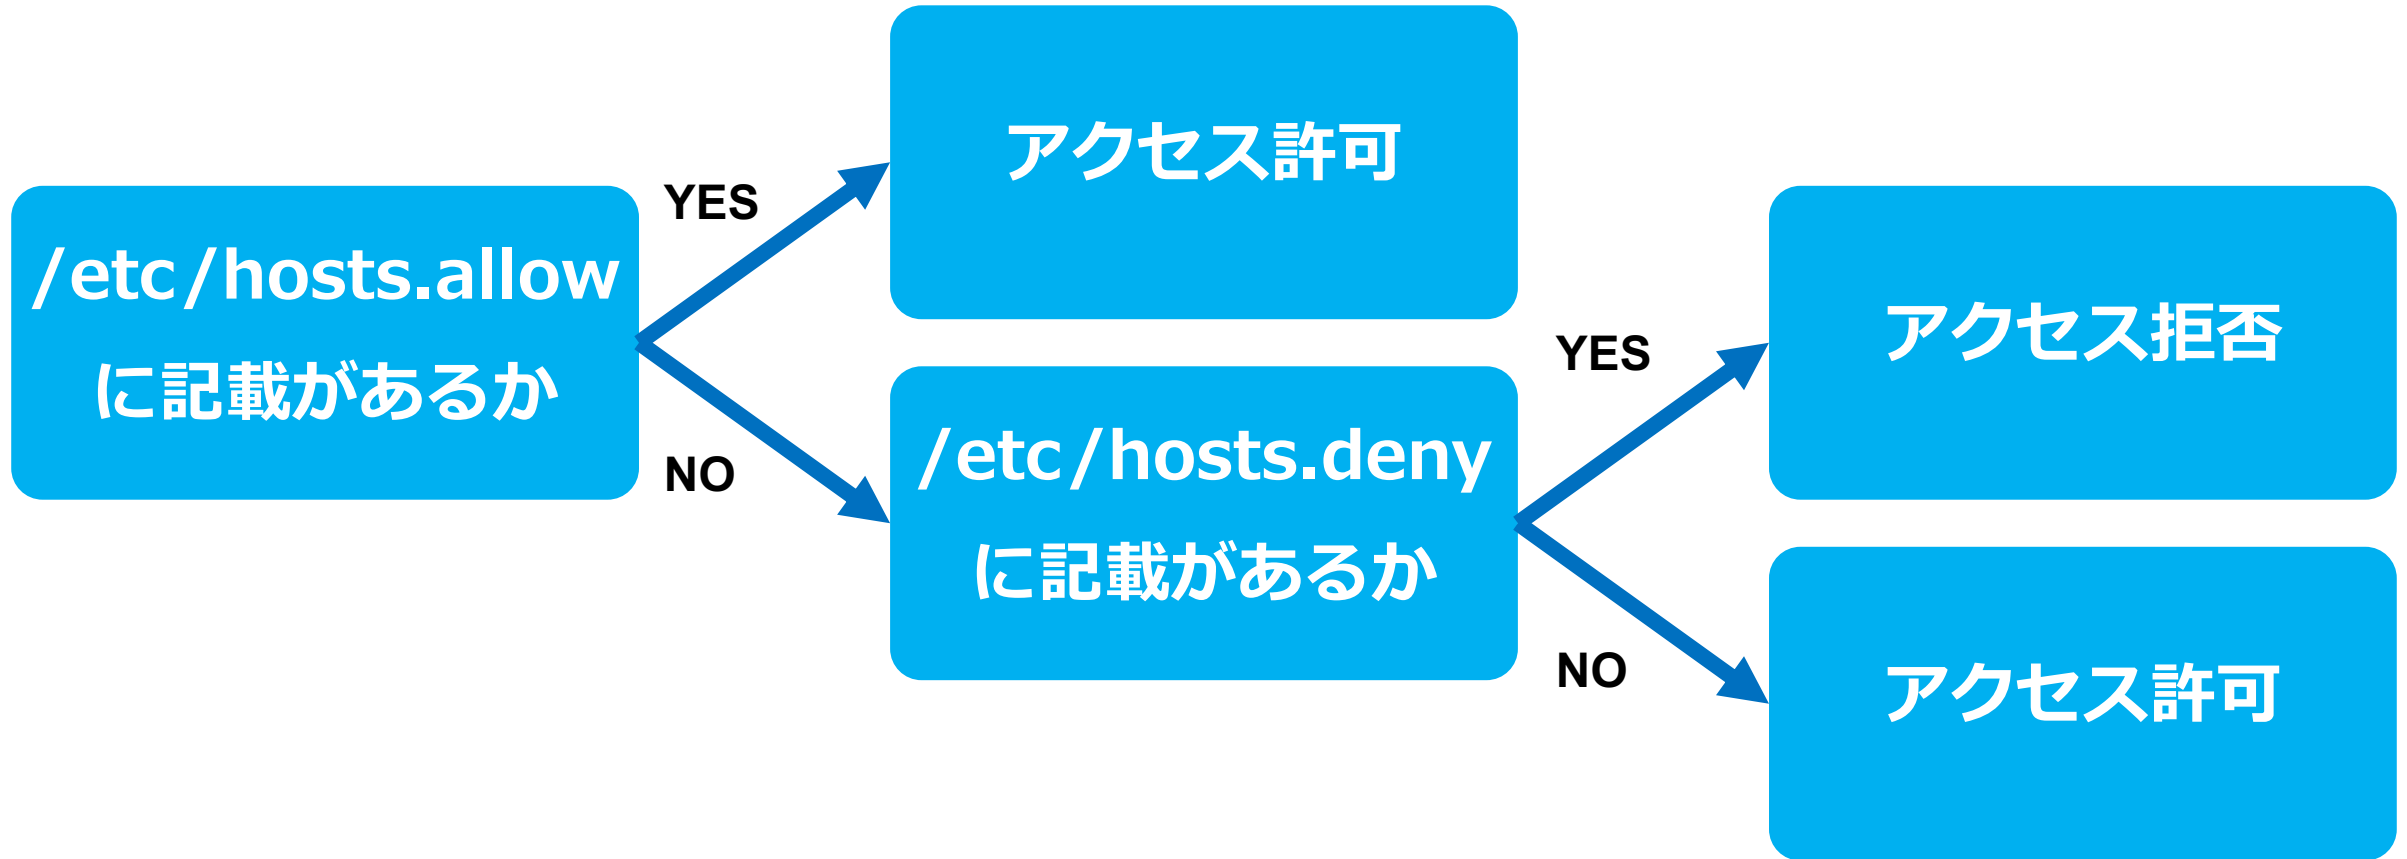 /etc/hosts.allow
に記載があるか
YES
アクセス許可
NO
/etc/hosts.deny
に記載があるか
YES
アクセス拒否
NO
アクセス許可